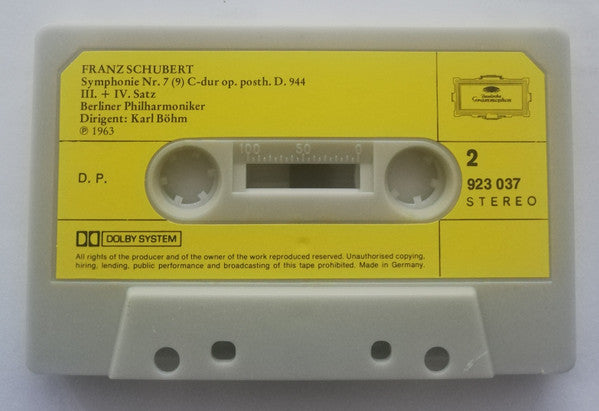 FRANZ SCHUBERT
Symphonie Nr. 7 (9) C-dur op. posth. D. 944
III. + IV. Satz
Berliner Philharmoniker
Dirigent: Karl Böhm
℗ 1963
Deutsche
Grammophon
100 50 0
D. P.
2
923 037
STEREO
DOLBY SYSTEM
All rights of the producer and of the owner of the work reproduced reserved. Unauthorised copying,
hiring, lending, public performance and broadcasting of this tape prohibited. Made in Germany.